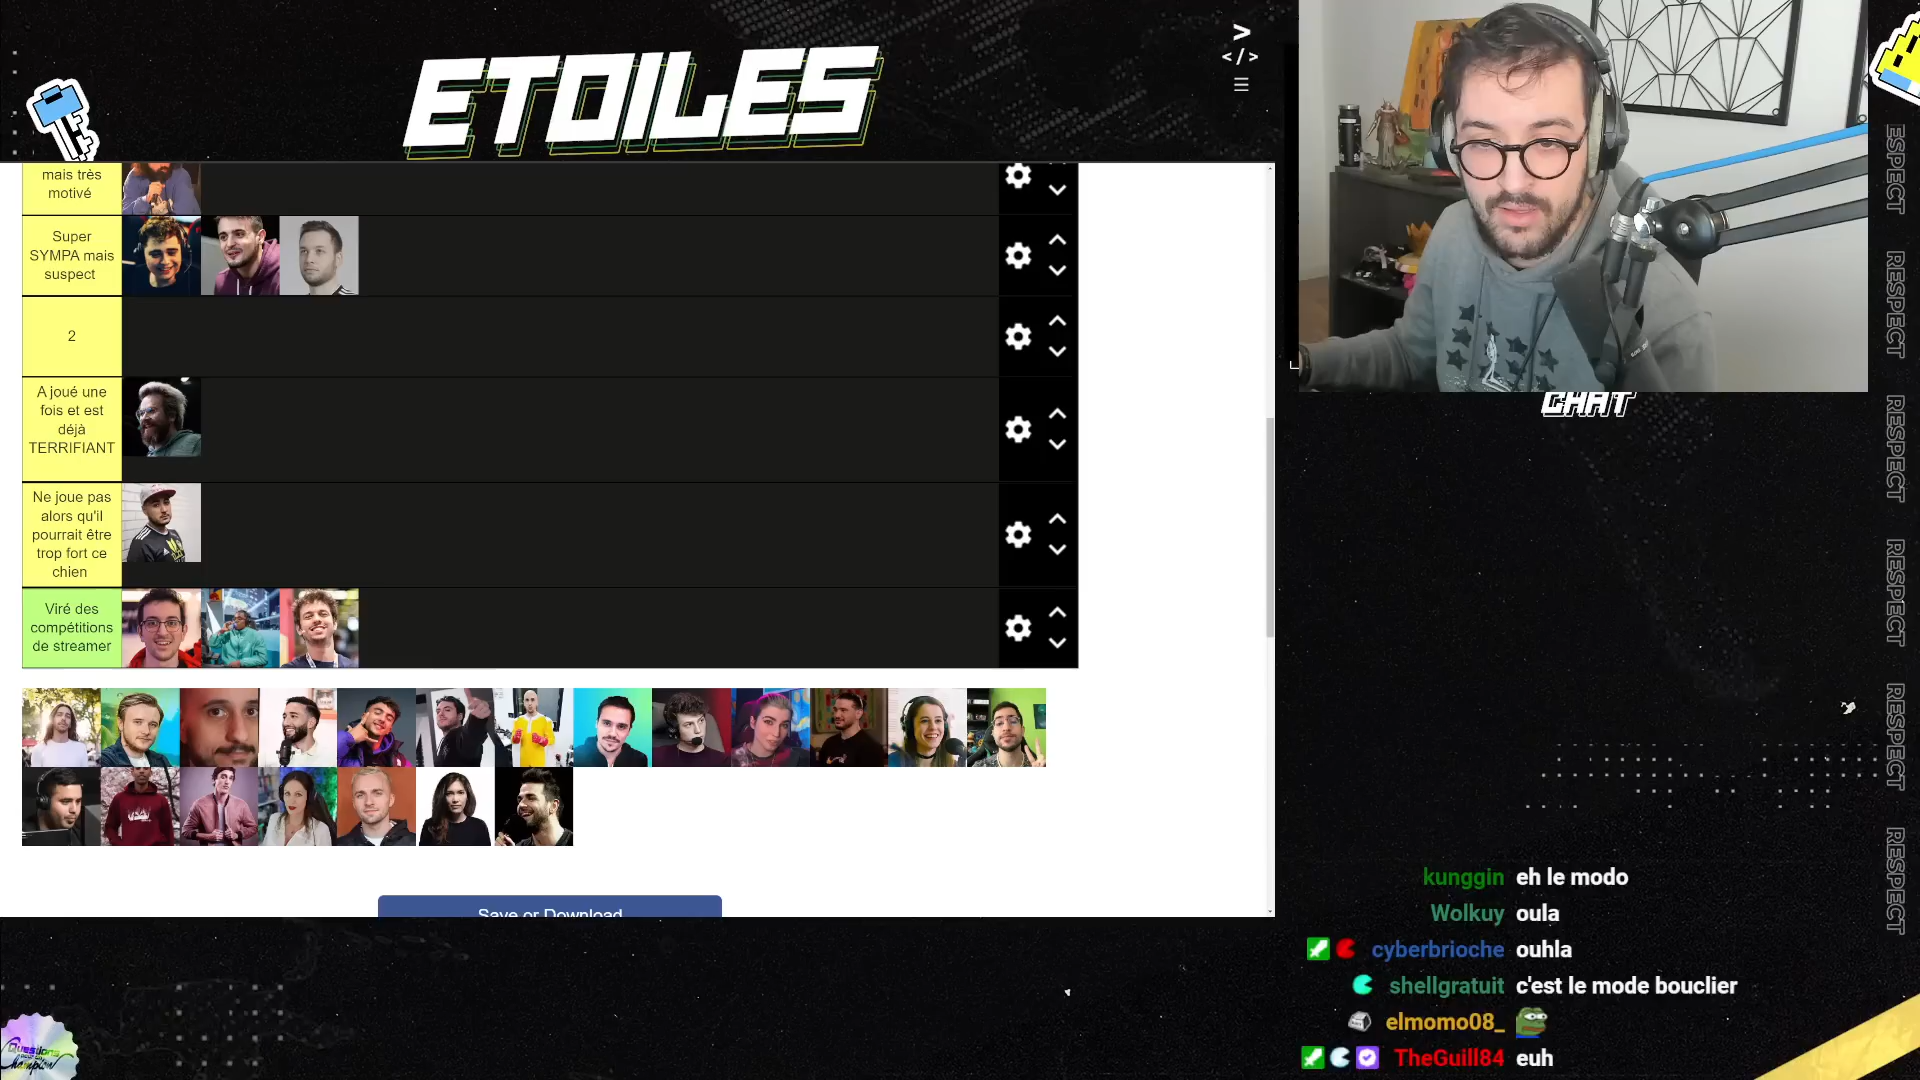 ETOILES
>
</>
mais très
motivé
Super
SYMPA mais
suspect
2
A joué une
fois et est
déjà
TERRIFIANT
Ne joue pas
alors qu'il
pourrait être
trop fort ce
chien
Viré des
compétitions
de streamer
Save or Download
CHAT
kunggin eh le modo
Wolkuy oula
cyberbrioche ouhla
shellgratuit c'est le mode bouclier
elmomo08_
TheGuill84 euh
ESPECT
RESPECT
RESPECT
RESPECT
RESPECT
RESPECT
Questions
Champion